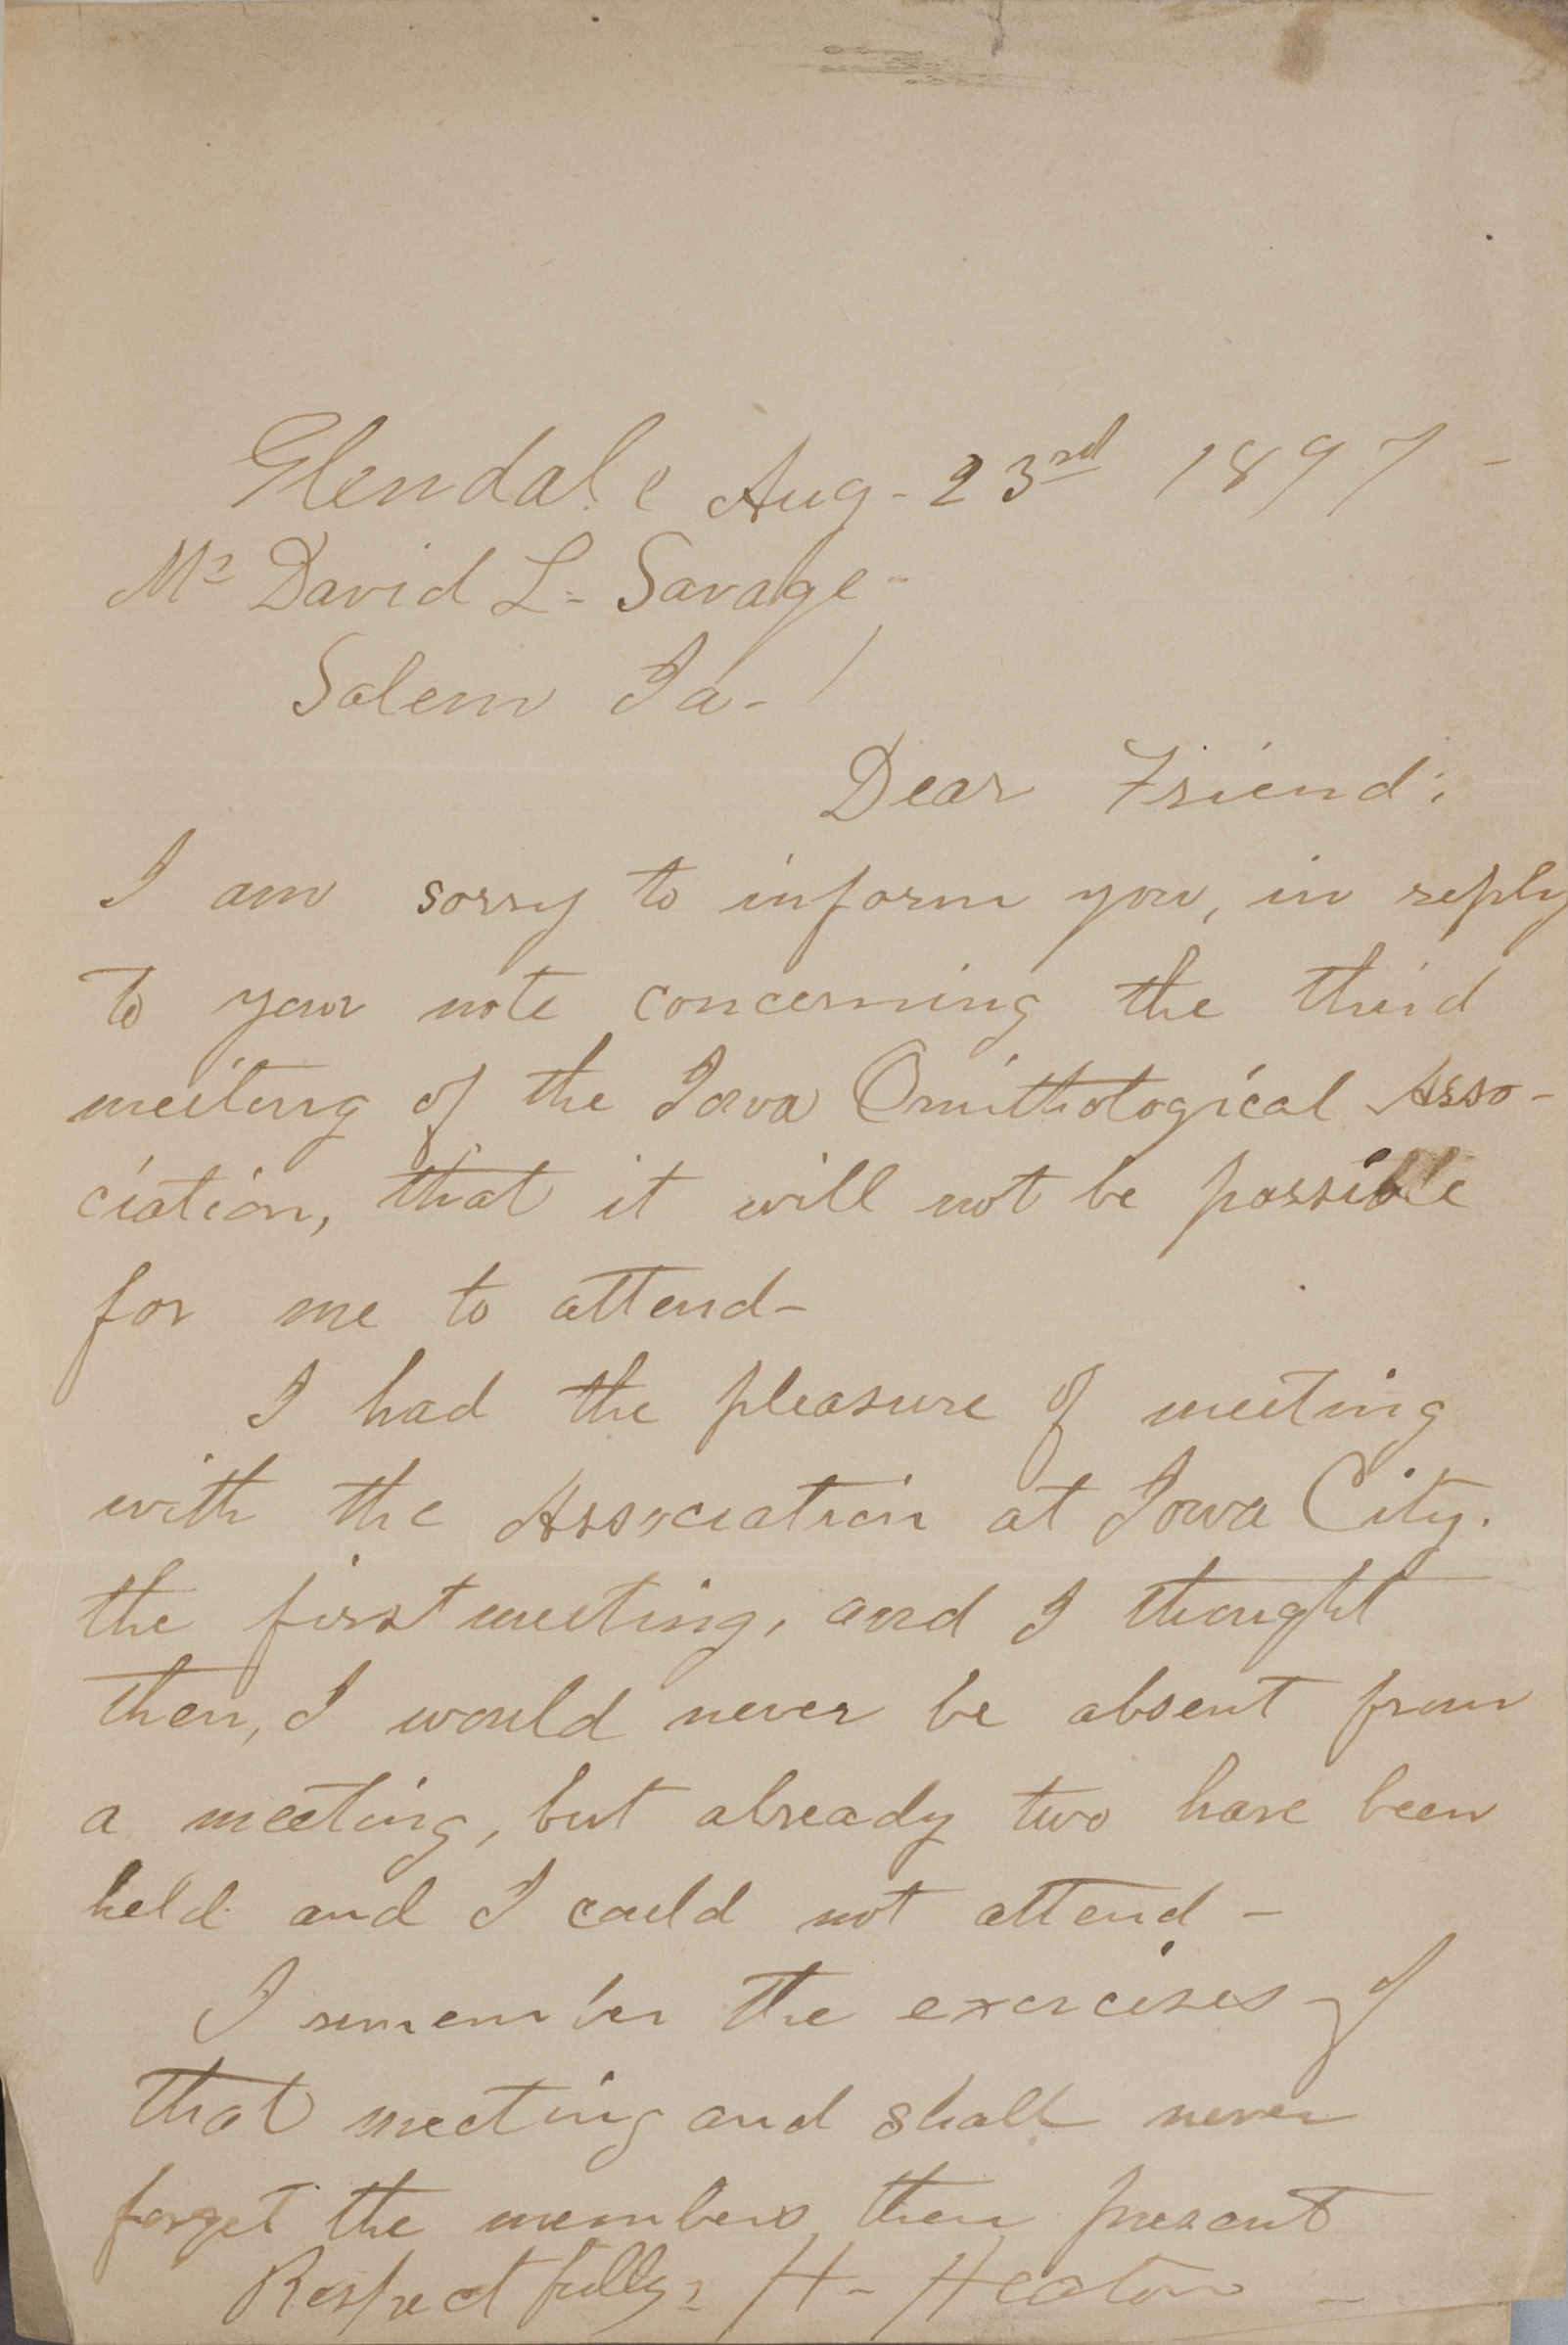 Glendale Aug - 23rd 1897 -
Mr David L - Savage -
Salem Ia - /
Dear Friend :
I am sorry to inform you, in reply
to your note concerning the third
meeting of the Iowa Ornithological Asso-
ciation, that it will not be possible
for me to attend -
I had the pleasure of meeting
with the Association at Iowa City.
the first meeting, and I thought
then, I would never be absent from
a meeting, but already two have been
held and I could not attend -
I remember the exercises of
that meeting and shall never
forget the members then present
Respectfully, H - Heaton -